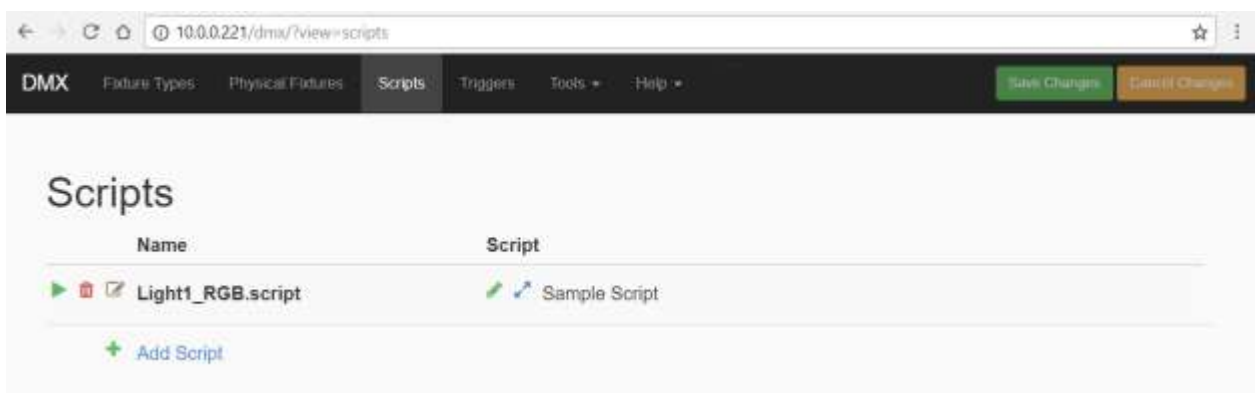 10.0.0.221/dmx/?view=scripts
DMX Fixture Types Physical Fixtures Scripts Triggers Tools Help Save Changes Cancel Changes
Scripts
Name Script
Light1_RGB.script Sample Script
Add Script